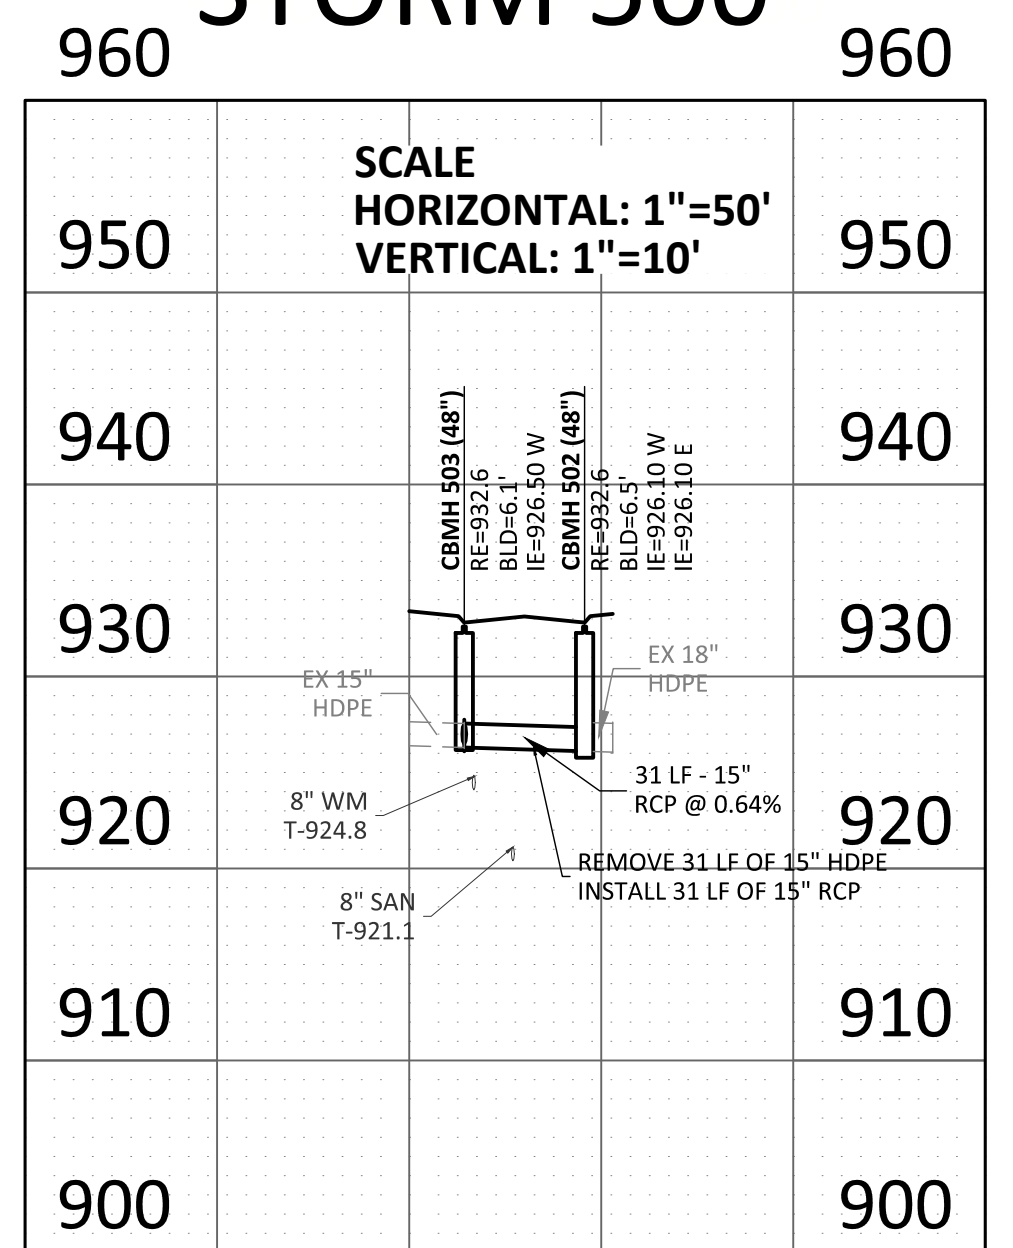 STORM 500
960 960
SCALE
HORIZONTAL: 1"=50'
VERTICAL: 1"=10'
950 950
940 940
CBMH 503 (48")
RE=932.6
BLD=6.1'
IE=926.50 W
CBMH 502 (48")
RE=932.6
BLD=6.5'
IE=926.10 W
IE=926.10 E
930 930
EX 15"
HDPE
EX 18"
HDPE
31 LF - 15"
RCP @ 0.64%
8" WM
T-924.8
920 920
REMOVE 31 LF OF 15" HDPE
INSTALL 31 LF OF 15" RCP
8" SAN
T-921.1
910 910
900 900